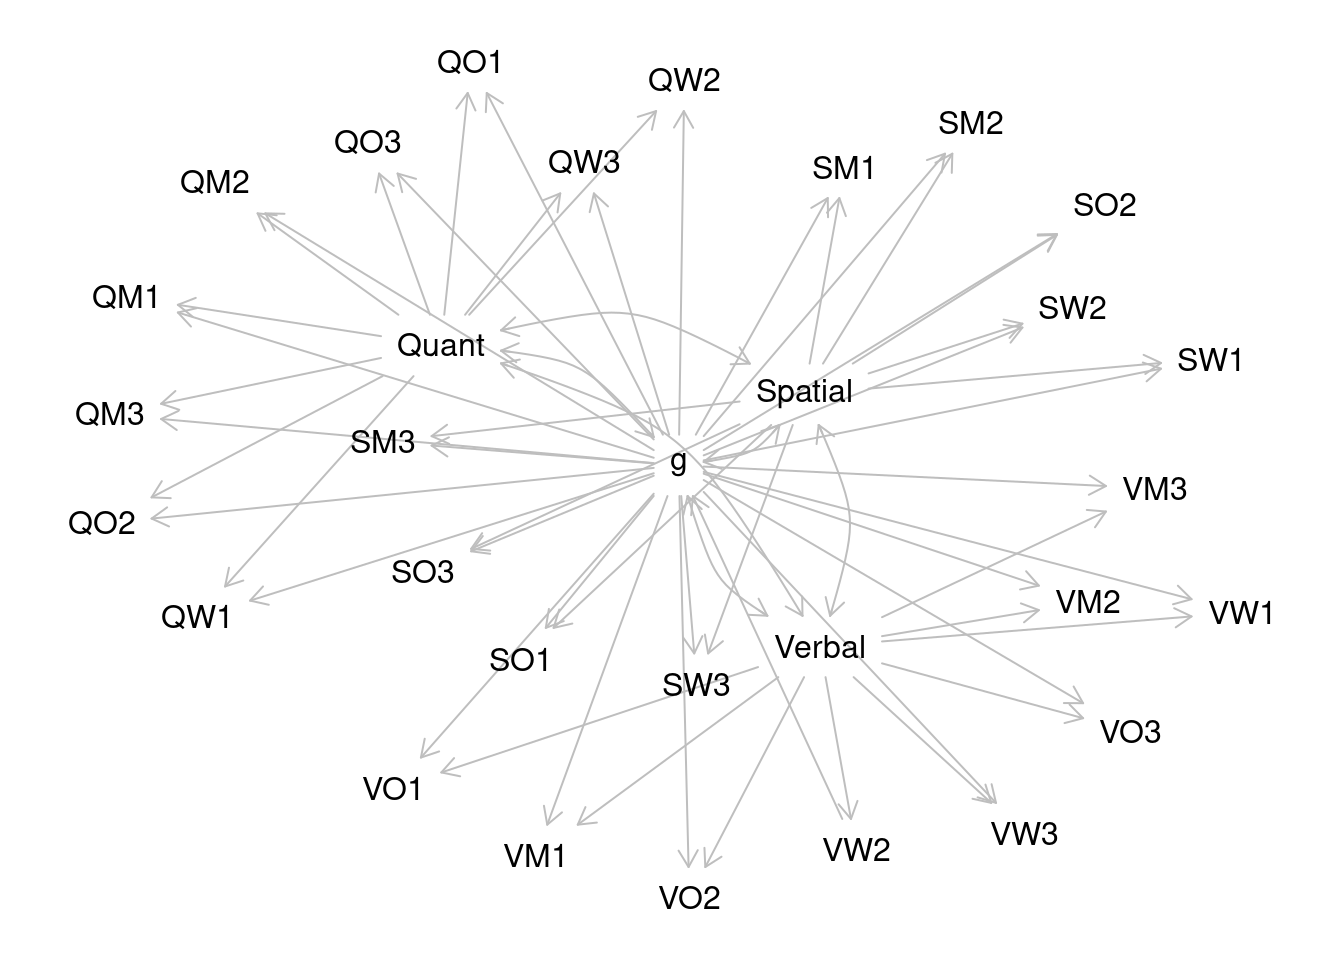 QO1
QW2
SM2
QO3
QW3
SM1
QM2
SO2
QM1
SW2
Quant
SW1
Spatial
QM3
SM3
g
VM3
QO2
SO3
VM2
VW1
QW1
Verbal
SO1
SW3
VO3
VO1
VW3
VM1
VW2
VO2